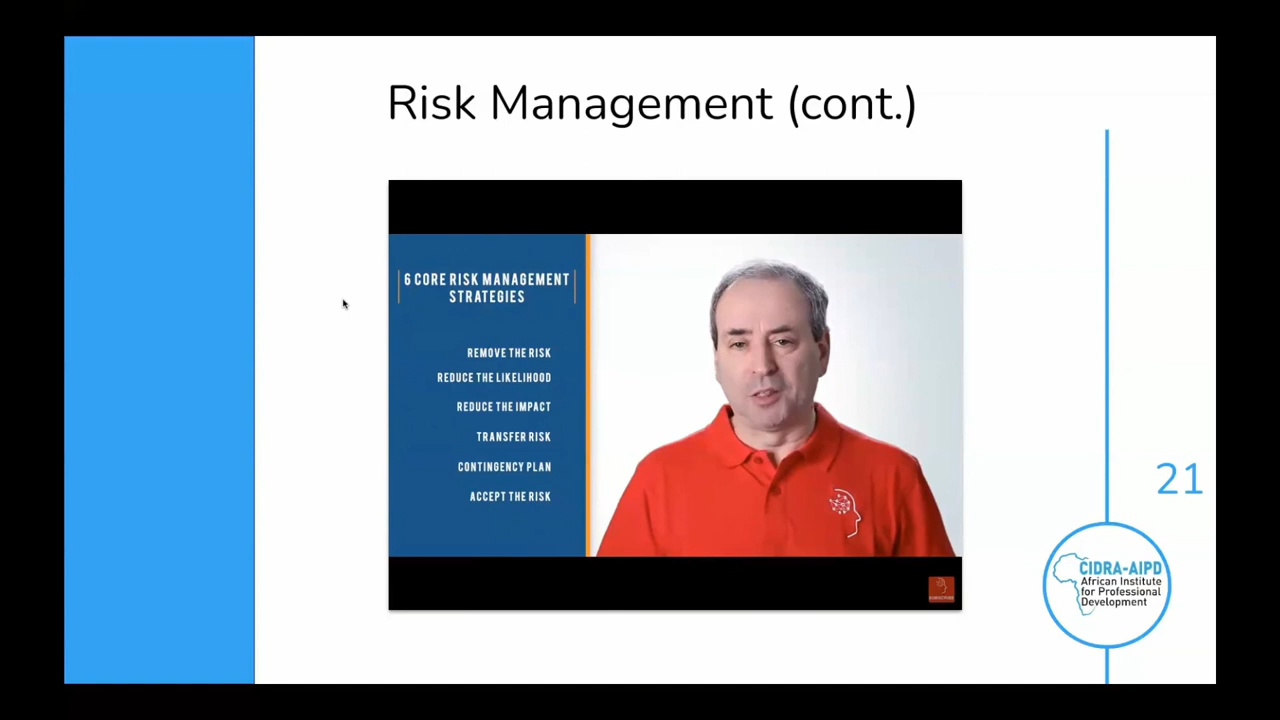 Risk Management (cont.)
6 CORE RISK MANAGEMENT
STRATEGIES
REMOVE THE RISK
REDUCE THE LIKELIHOOD
REDUCE THE IMPACT
TRANSFER RISK
CONTINGENCY PLAN
ACCEPT THE RISK
SUBSCRIBE
21
CIDRA-AIPD
African Institute
for Professional
Development